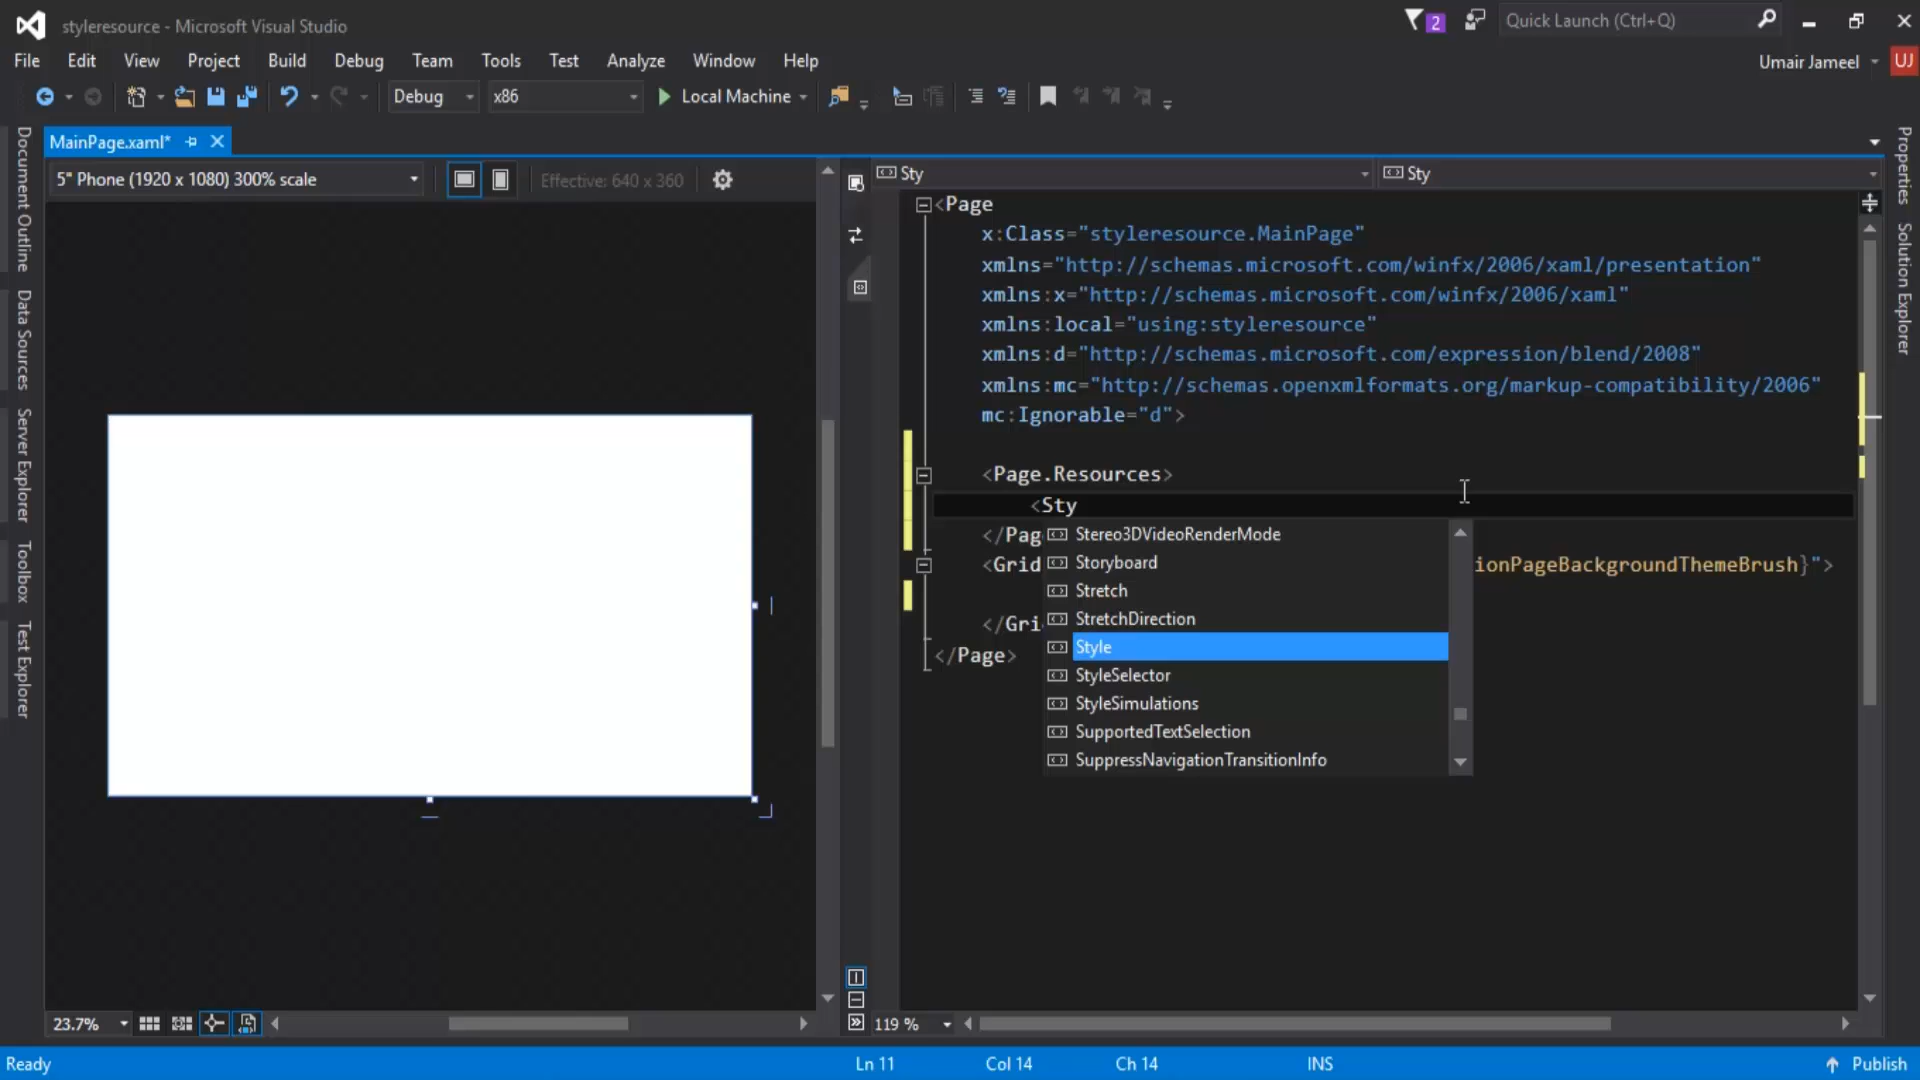 styleresource - Microsoft Visual Studio
2
Quick Launch (Ctrl+Q)
File Edit View Project Build Debug Team Tools Test Analyze Window Help
Umair Jameel
UJ
Debug
x86
Local Machine
MainPage.xaml*
5" Phone (1920 x 1080) 300% scale
Effective: 640 x 360
Document Outline
Data Sources
Server Explorer
Toolbox
Test Explorer
Sty
Sty
<Page
x:Class="styleresource.MainPage"
xmlns="http://schemas.microsoft.com/winfx/2006/xaml/presentation"
xmlns:x="http://schemas.microsoft.com/winfx/2006/xaml"
xmlns:local="using:styleresource"
xmlns:d="http://schemas.microsoft.com/expression/blend/2008"
xmlns:mc="http://schemas.openxmlformats.org/markup-compatibility/2006"
mc:Ignorable="d">
<Page.Resources>
<Sty
</Pag
<Grid
ionPageBackgroundThemeBrush}">
</Gri
</Page>
Stereo3DVideoRenderMode
Storyboard
Stretch
StretchDirection
Style
StyleSelector
StyleSimulations
SupportedTextSelection
SuppressNavigationTransitionInfo
Properties
Solution Explorer
23.7%
119 %
Ready
Ln 11
Col 14
Ch 14
INS
Publish